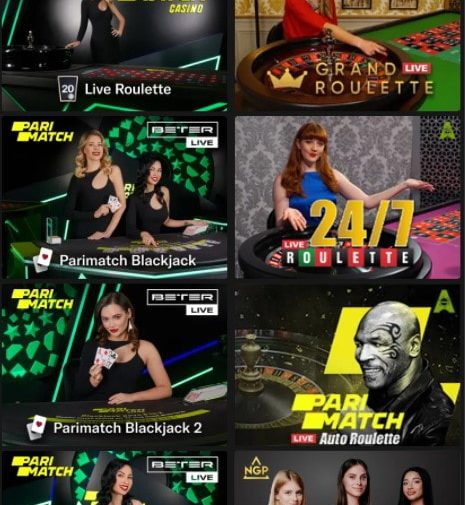 CASINO
20
Live Roulette
GRAND LIVE
ROULETTE
PARI
MATCH
BETER
LIVE
Parimatch Blackjack
24/7
LIVE ROULETTE
PARI
MATCH
BETER
LIVE
Parimatch Blackjack 2
PARI
MATCH
LIVE Auto Roulette
PARI
MATCH
BETER
LIVE
NGP